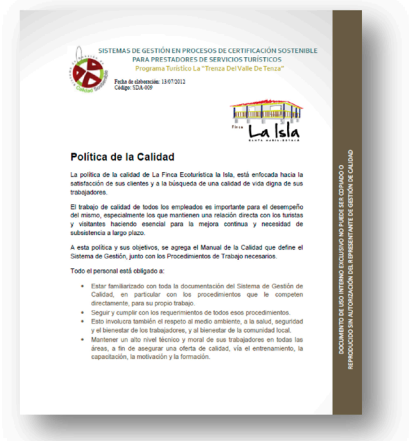 SISTEMAS DE GESTIÓN EN PROCESOS DE CERTIFICACIÓN SOSTENIBLE
PARA PRESTADORES DE SERVICIOS TURÍSTICOS
Programa Turístico La "Trenza Del Valle De Tenza"
Fecha de elaboración: 13/07/2012
Código: SDA-009
Finca
La Isla
Política de la Calidad
La política de la calidad de La Finca Ecoturística la Isla, está enfocada hacia la
satisfacción de sus clientes y a la búsqueda de una calidad de vida digna de sus
trabajadores.
El trabajo de calidad de todos los empleados es importante para el desempeño
del mismo, especialmente los que mantienen una relación directa con los turistas
y visitantes haciendo esencial para la mejora continua y necesidad de
subsistencia a largo plazo.
A esta política y sus objetivos, se agrega el Manual de la Calidad que define el
Sistema de Gestión, junto con los Procedimientos de Trabajo necesarios.
Todo el personal está obligado a:
• Estar familiarizado con toda la documentación del Sistema de Gestión de
Calidad, en particular con los procedimientos que le competen
directamente, para su propio trabajo.
• Seguir y cumplir con los requerimientos de todos esos procedimientos.
• Esto involucra también el respeto al medio ambiente, a la salud, seguridad
y el bienestar de los trabajadores, y al bienestar de la comunidad local.
• Mantener un alto nivel técnico y moral de sus trabajadores en todas las
áreas, a fin de asegurar una oferta de calidad, vía el entrenamiento, la
capacitación, la motivación y la formación.
DOCUMENTO DE USO INTERNO EXCLUSIVO NO PUEDE SER COPIADO O
REPRODUCIDO SIN AUTORIZACIÓN DEL REPRESENTANTE DE GESTIÓN DE CALIDAD